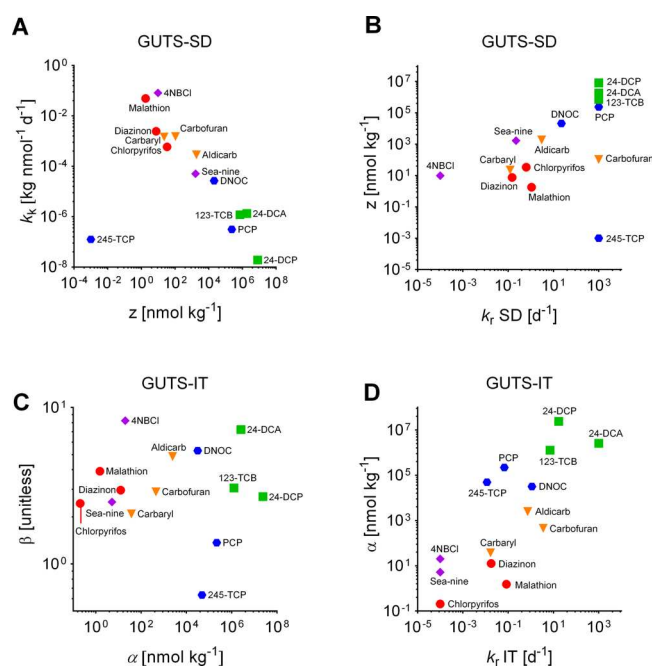 A
GUTS-SD
k_k [kg nmol⁻¹ d⁻¹]
10⁰
10⁻²
10⁻⁴
10⁻⁶
10⁻⁸
4NBCl
Malathion
Diazinon
Carbaryl
Chlorpyrifos
Carbofuran
Aldicarb
Sea-nine
DNOC
123-TCB
24-DCA
PCP
245-TCP
24-DCP
10⁻⁴ 10⁻² 10⁰ 10² 10⁴ 10⁶ 10⁸
z [nmol kg⁻¹]
B
GUTS-SD
z [nmol kg⁻¹]
10⁷
10⁵
10³
10¹
10⁻¹
10⁻³
10⁻⁵
24-DCP
24-DCA
123-TCB
PCP
DNOC
Sea-nine
Aldicarb
Carbaryl
Chlorpyrifos
Carbofuran
4NBCl
Diazinon
Malathion
245-TCP
10⁻⁵ 10⁻³ 10⁻¹ 10¹ 10³
k_r SD [d⁻¹]
C
GUTS-IT
β [unitless]
10¹
10⁰
4NBCl
24-DCA
Aldicarb
DNOC
Malathion
Diazinon
123-TCB
Carbofuran
24-DCP
Sea-nine
Carbaryl
Chlorpyrifos
PCP
245-TCP
10⁰ 10² 10⁴ 10⁶ 10⁸
α [nmol kg⁻¹]
D
GUTS-IT
α [nmol kg⁻¹]
10⁷
10⁵
10³
10¹
10⁻¹
24-DCP
24-DCA
PCP
123-TCB
245-TCP
DNOC
Aldicarb
Carbofuran
4NBCl
Carbaryl
Diazinon
Sea-nine
Malathion
Chlorpyrifos
10⁻⁵ 10⁻³ 10⁻¹ 10¹ 10³
k_r IT [d⁻¹]